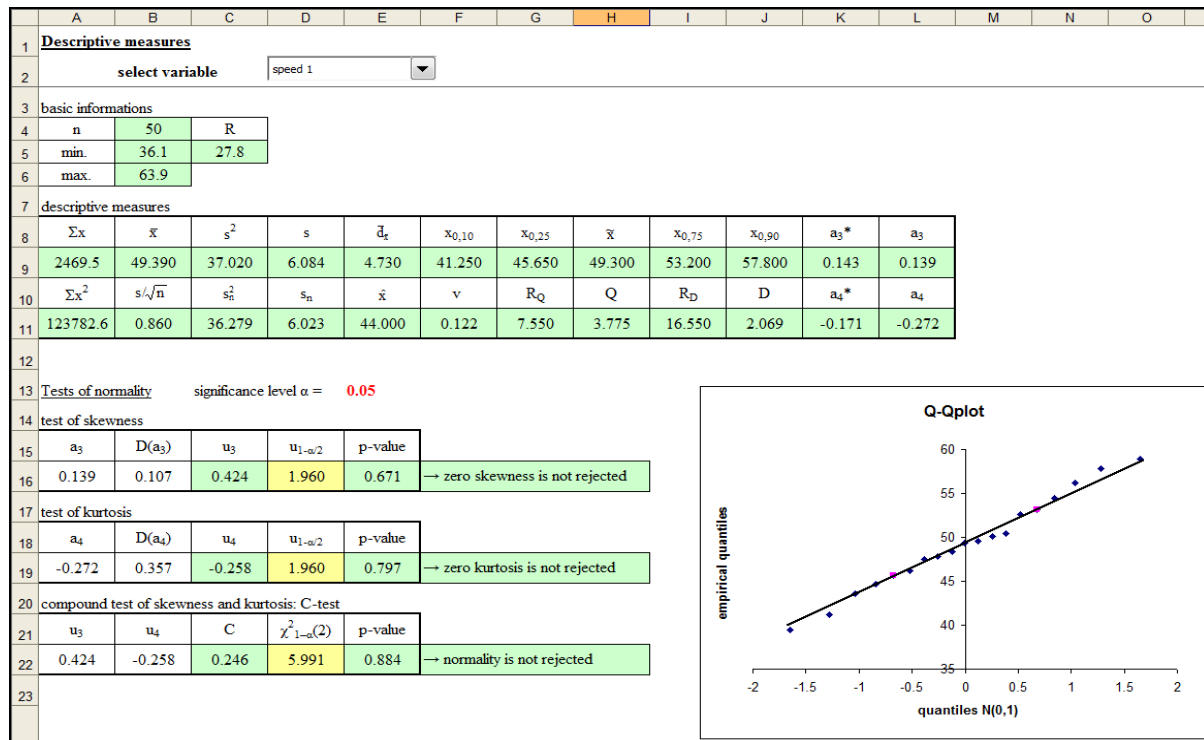 A B C D E F G H I J K L M N O
1 Descriptive measures
2 select variable speed 1
3 basic informations
4 n 50 R
5 min. 36.1 27.8
6 max. 63.9
7 descriptive measures
8 Σx x̄ s² s d̄x̃ x0,10 x0,25 x̃ x0,75 x0,90 a3* a3
9 2469.5 49.390 37.020 6.084 4.730 41.250 45.650 49.300 53.200 57.800 0.143 0.139
10 Σx² s/√n sn² sn x̂ v RQ Q RD D a4* a4
11 123782.6 0.860 36.279 6.023 44.000 0.122 7.550 3.775 16.550 2.069 -0.171 -0.272
12
13 Tests of normality significance level α = 0.05
14 test of skewness
15 a3 D(a3) u3 u1-α/2 p-value
16 0.139 0.107 0.424 1.960 0.671 → zero skewness is not rejected
17 test of kurtosis
18 a4 D(a4) u4 u1-α/2 p-value
19 -0.272 0.357 -0.258 1.960 0.797 → zero kurtosis is not rejected
20 compound test of skewness and kurtosis: C-test
21 u3 u4 C χ²1-α(2) p-value
22 0.424 -0.258 0.246 5.991 0.884 → normality is not rejected
23
Q-Qplot
empirical quantiles
60
55
50
45
40
35
-2 -1.5 -1 -0.5 0 0.5 1 1.5 2
quantiles N(0,1)